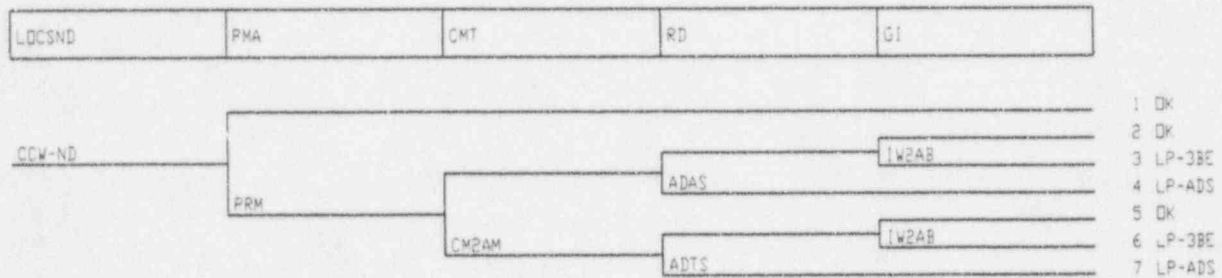 LOCSND PMA CMT RD GI
1 OK
2 OK
CCW-ND IW2AB 3 LP-3BE
ADAS 4 LP-ADS
PRM 5 OK
CM2AM IW2AB 6 LP-3BE
ADTS 7 LP-ADS